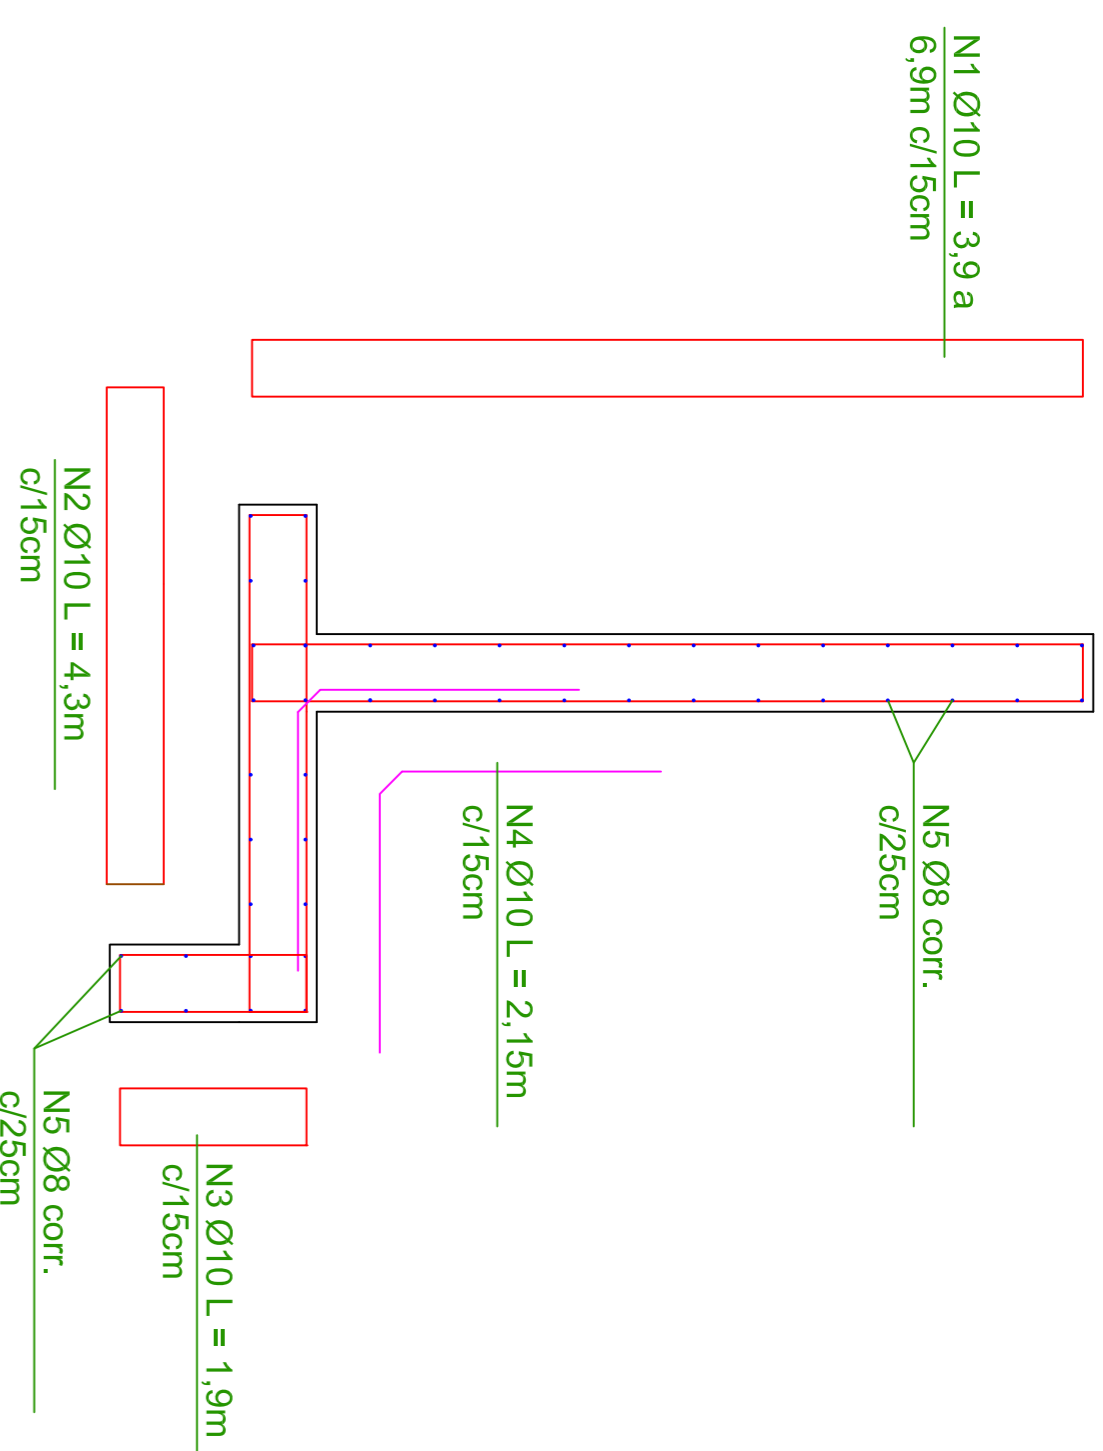 N1 Ø10 L = 3,9 a
6,9m c/15cm
N5 Ø8 corr.
c/25cm
N4 Ø10 L = 2,15m
c/15cm
N2 Ø10 L = 4,3m
c/15cm
N3 Ø10 L = 1,9m
c/15cm
N5 Ø8 corr.
c/25cm